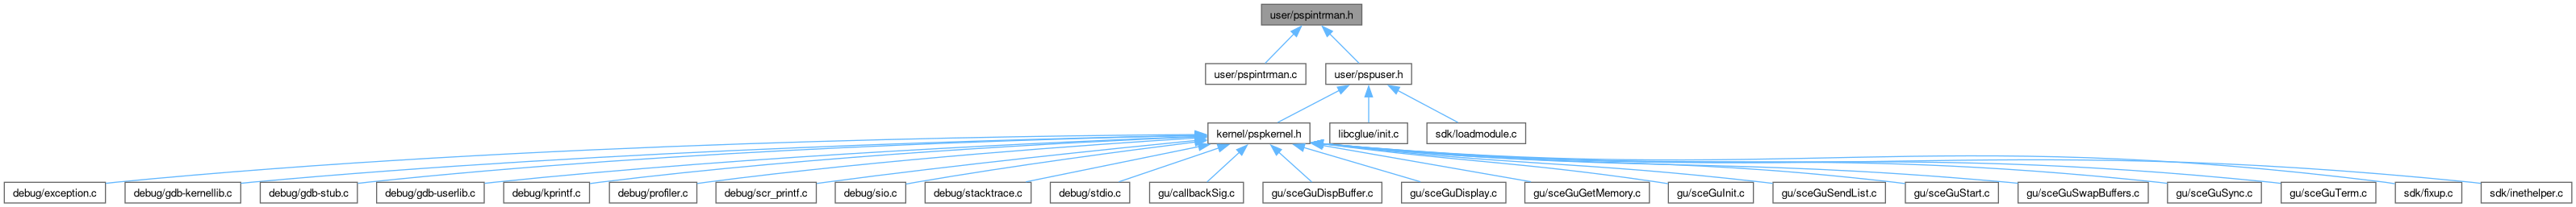 user/pspintrman.h
user/pspintrman.c
user/pspuser.h
kernel/pspkernel.h
libcglue/init.c
sdk/loadmodule.c
debug/exception.c
debug/gdb-kernellib.c
debug/gdb-stub.c
debug/gdb-userlib.c
debug/kprintf.c
debug/profiler.c
debug/scr_printf.c
debug/sio.c
debug/stacktrace.c
debug/stdio.c
gu/callbackSig.c
gu/sceGuDispBuffer.c
gu/sceGuDisplay.c
gu/sceGuGetMemory.c
gu/sceGuInit.c
gu/sceGuSendList.c
gu/sceGuStart.c
gu/sceGuSwapBuffers.c
gu/sceGuSync.c
gu/sceGuTerm.c
sdk/fixup.c
sdk/inethelper.c